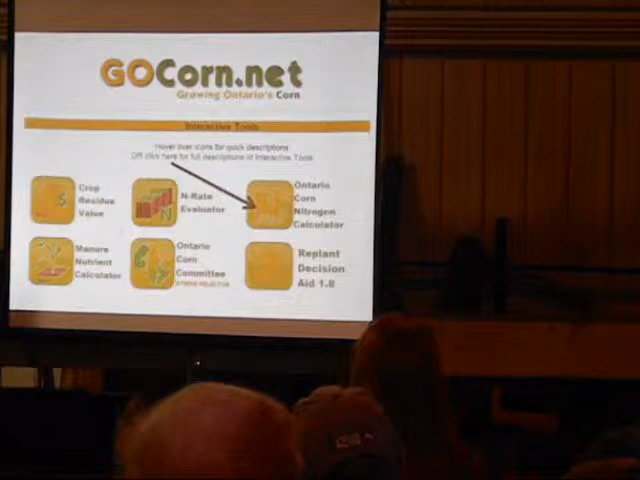 GOCorn.net
Growing Ontario's Corn
Interactive Tools
Hover over icons for quick descriptions
OR click here for full descriptions of Interactive Tools
Crop
Residue
Value
$
N-Rate
Evaluator
N
Ontario
Corn
Nitrogen
Calculator
Manure
Nutrient
Calculator
Ontario
Corn
Committee
Replant
Decision
Aid 1.8